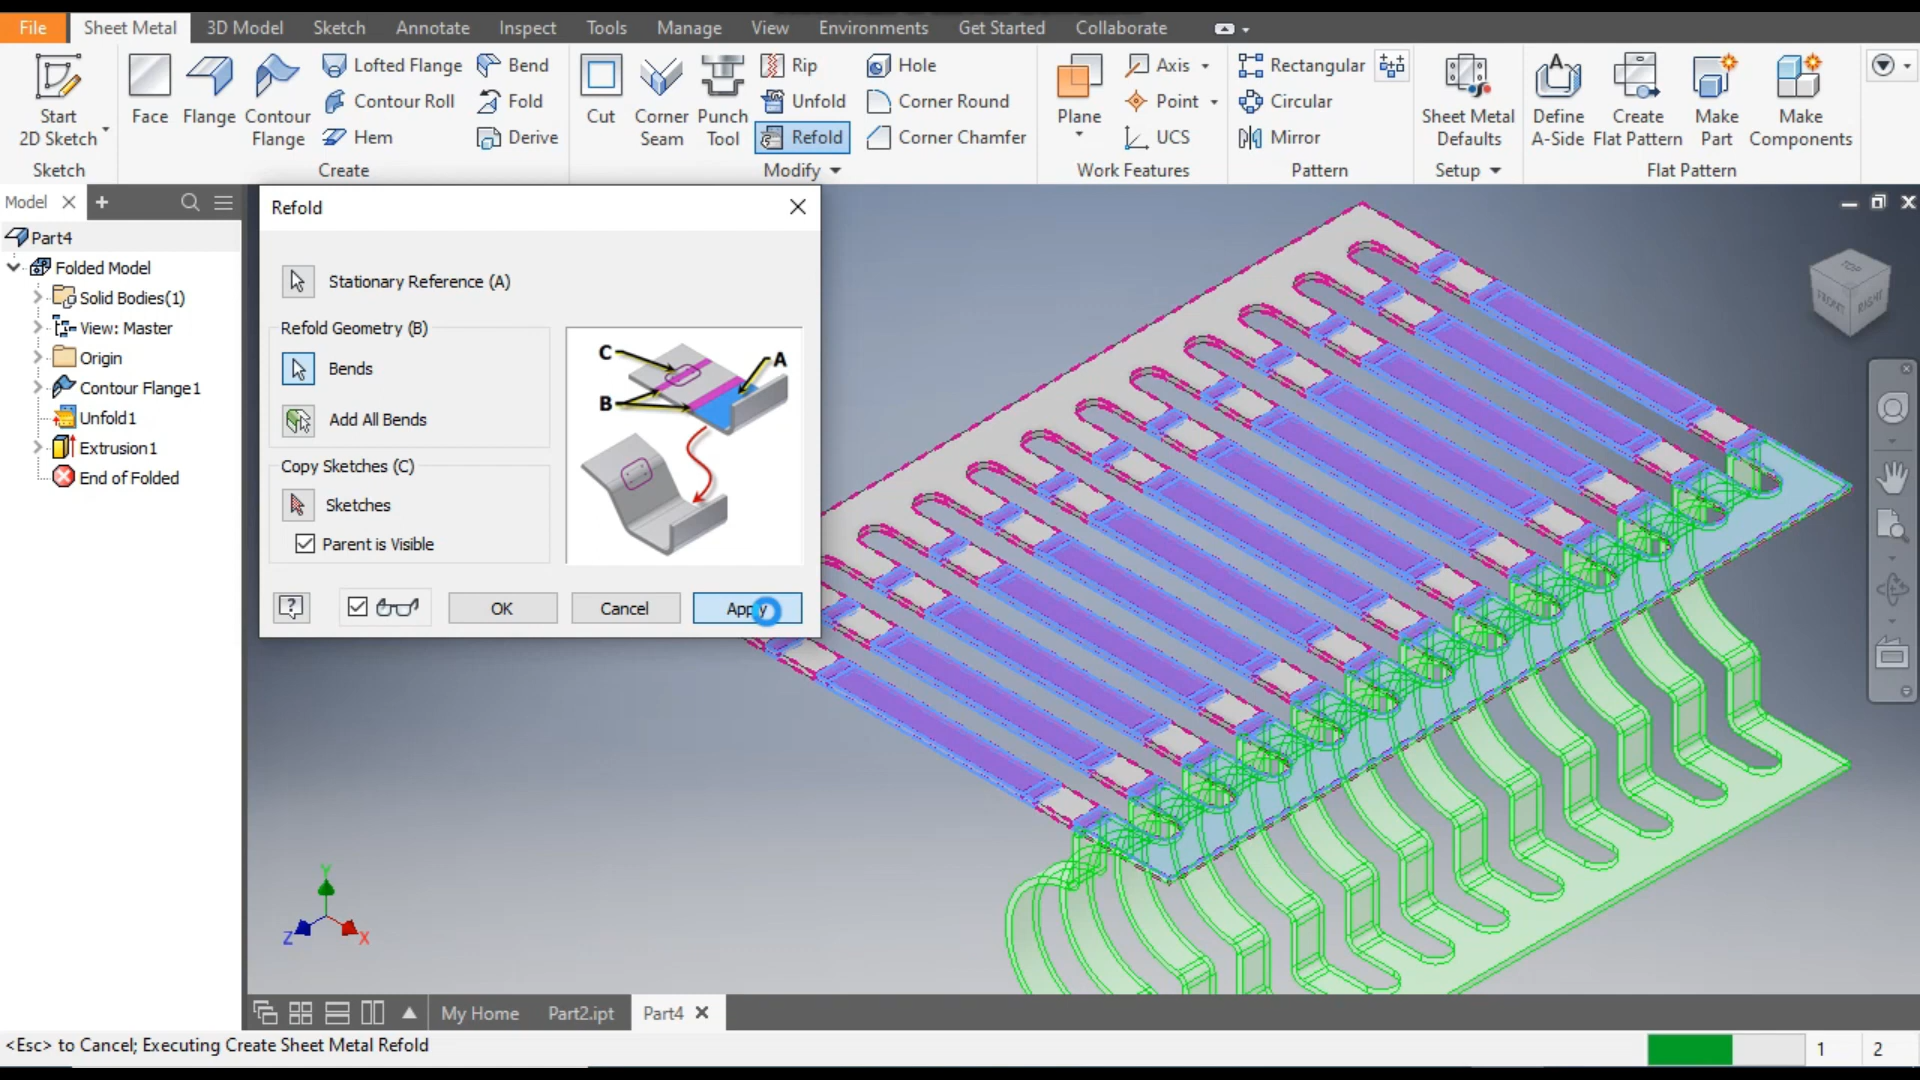 File Sheet Metal 3D Model Sketch Annotate Inspect Tools Manage View Environments Get Started Collaborate
Start
2D Sketch
Sketch
Face
Flange
Contour
Flange
Lofted Flange
Contour Roll
Hem
Bend
Fold
Derive
Create
Cut
Corner
Seam
Punch
Tool
Rip
Unfold
Refold
Hole
Corner Round
Corner Chamfer
Modify
Plane
Axis
Point
UCS
Work Features
Rectangular
Circular
Mirror
Pattern
Sheet Metal
Defaults
Setup
Define
A-Side
Create
Flat Pattern
Make
Part
Make
Components
Flat Pattern
Model
Part4
Folded Model
Solid Bodies(1)
View: Master
Origin
Contour Flange1
Unfold1
Extrusion1
End of Folded
Refold
Stationary Reference (A)
Refold Geometry (B)
Bends
Add All Bends
Copy Sketches (C)
Sketches
Parent is Visible
C
A
B
OK
Cancel
Apply
TOP
FRONT
RIGHT
Y
Z
X
My Home Part2.ipt Part4
<Esc> to Cancel; Executing Create Sheet Metal Refold
1 2